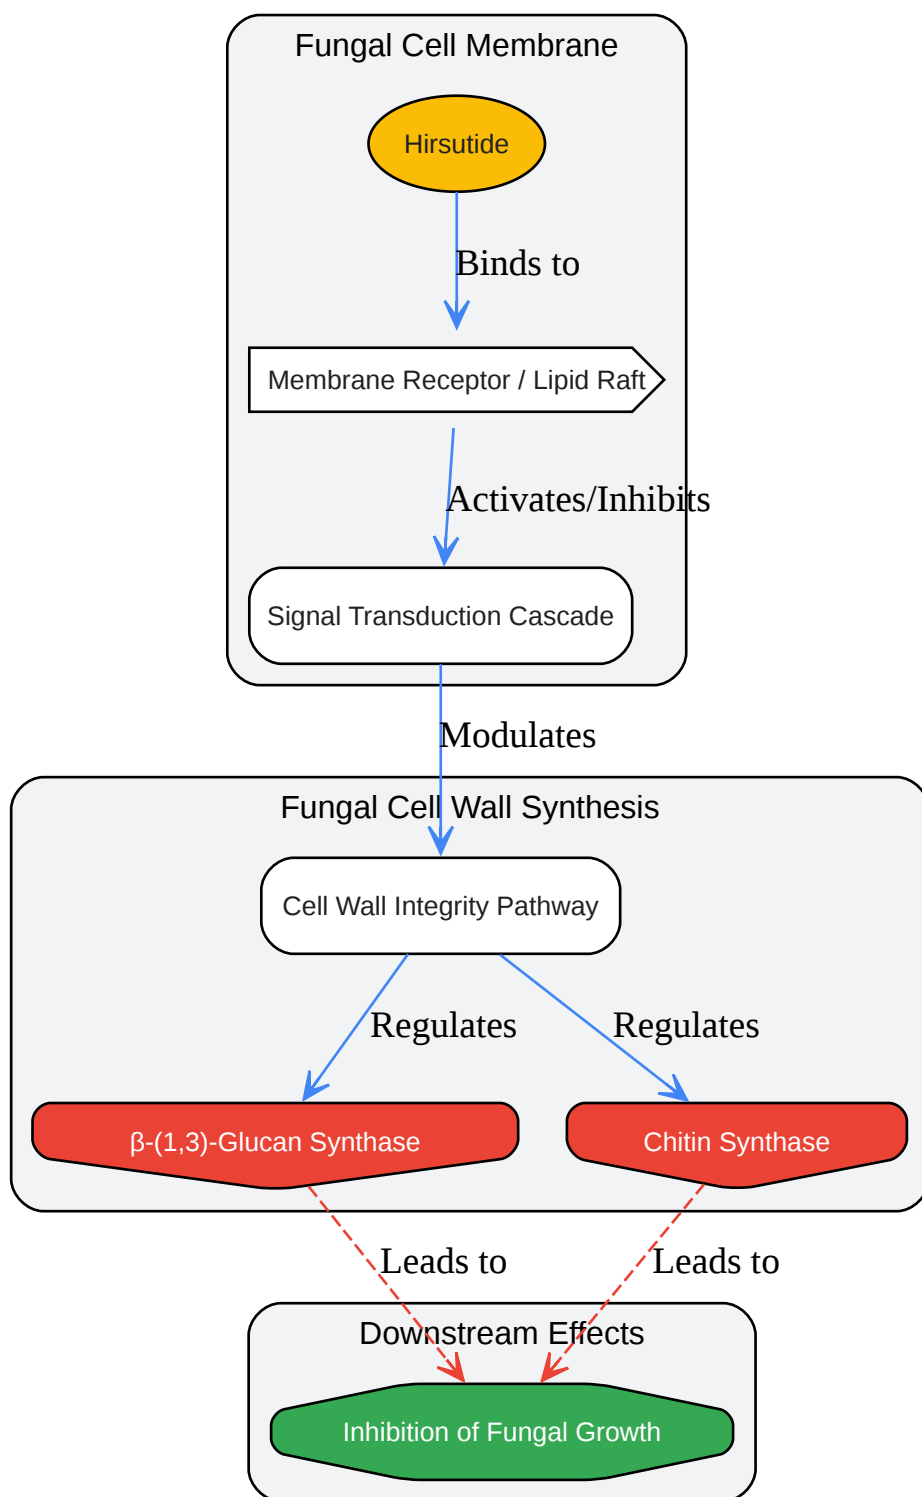 Fungal Cell Membrane
Hirsutide
Binds to
Membrane Receptor / Lipid Raft
Activates/Inhibits
Signal Transduction Cascade
Modulates
Fungal Cell Wall Synthesis
Cell Wall Integrity Pathway
Regulates
Regulates
β-(1,3)-Glucan Synthase
Chitin Synthase
Leads to
Leads to
Downstream Effects
Inhibition of Fungal Growth